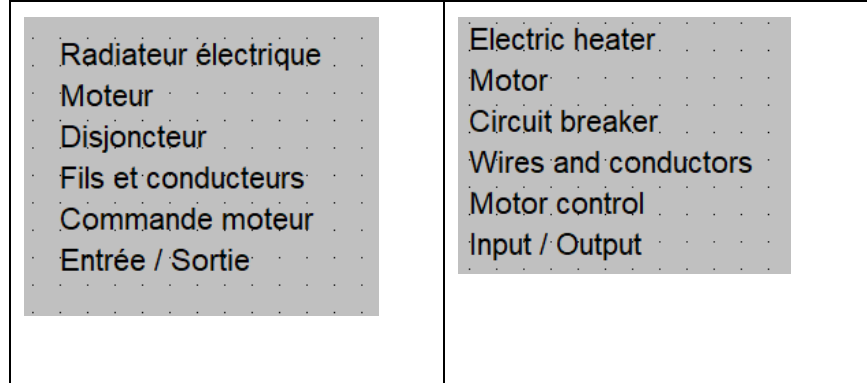 Radiateur électrique
Moteur
Disjoncteur
Fils et conducteurs
Commande moteur
Entrée / Sortie
Electric heater
Motor
Circuit breaker
Wires and conductors
Motor control
Input / Output